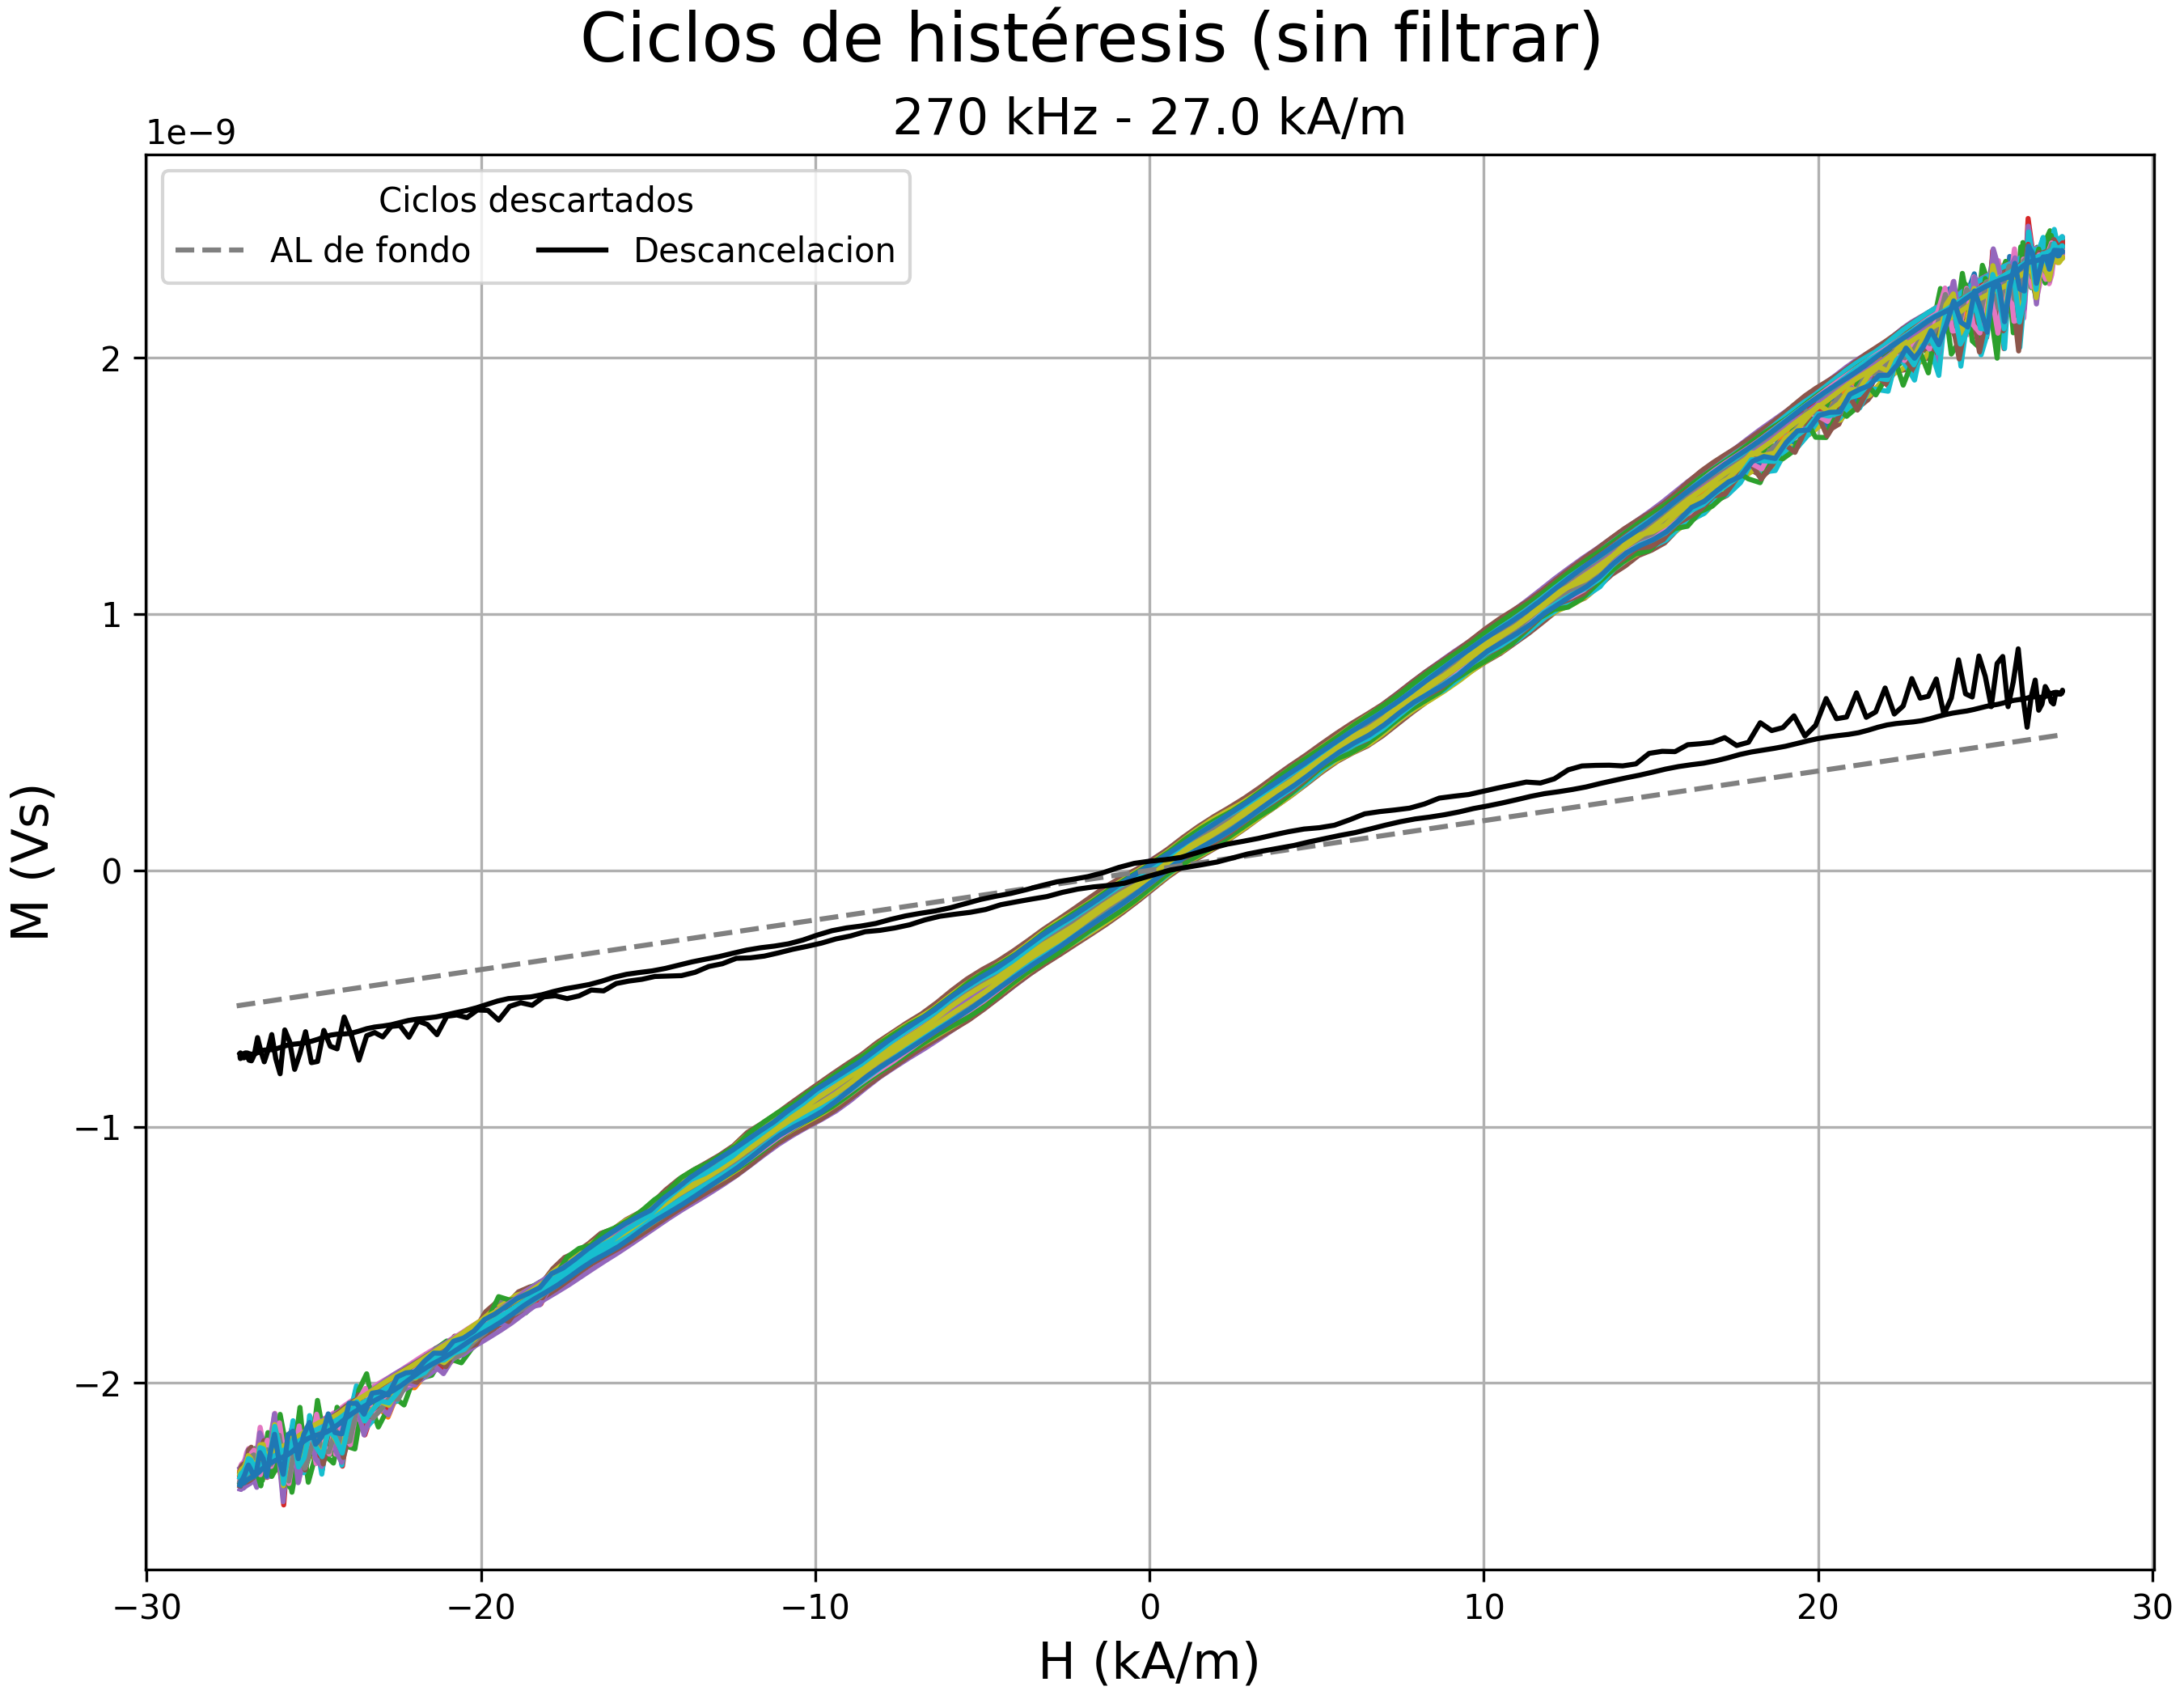 Ciclos de histéresis (sin filtrar)
270 kHz - 27.0 kA/m
1e−9
Ciclos descartados
AL de fondo
Descancelacion
2
1
0
−1
−2
M (Vs)
−30
−20
−10
0
10
20
30
H (kA/m)